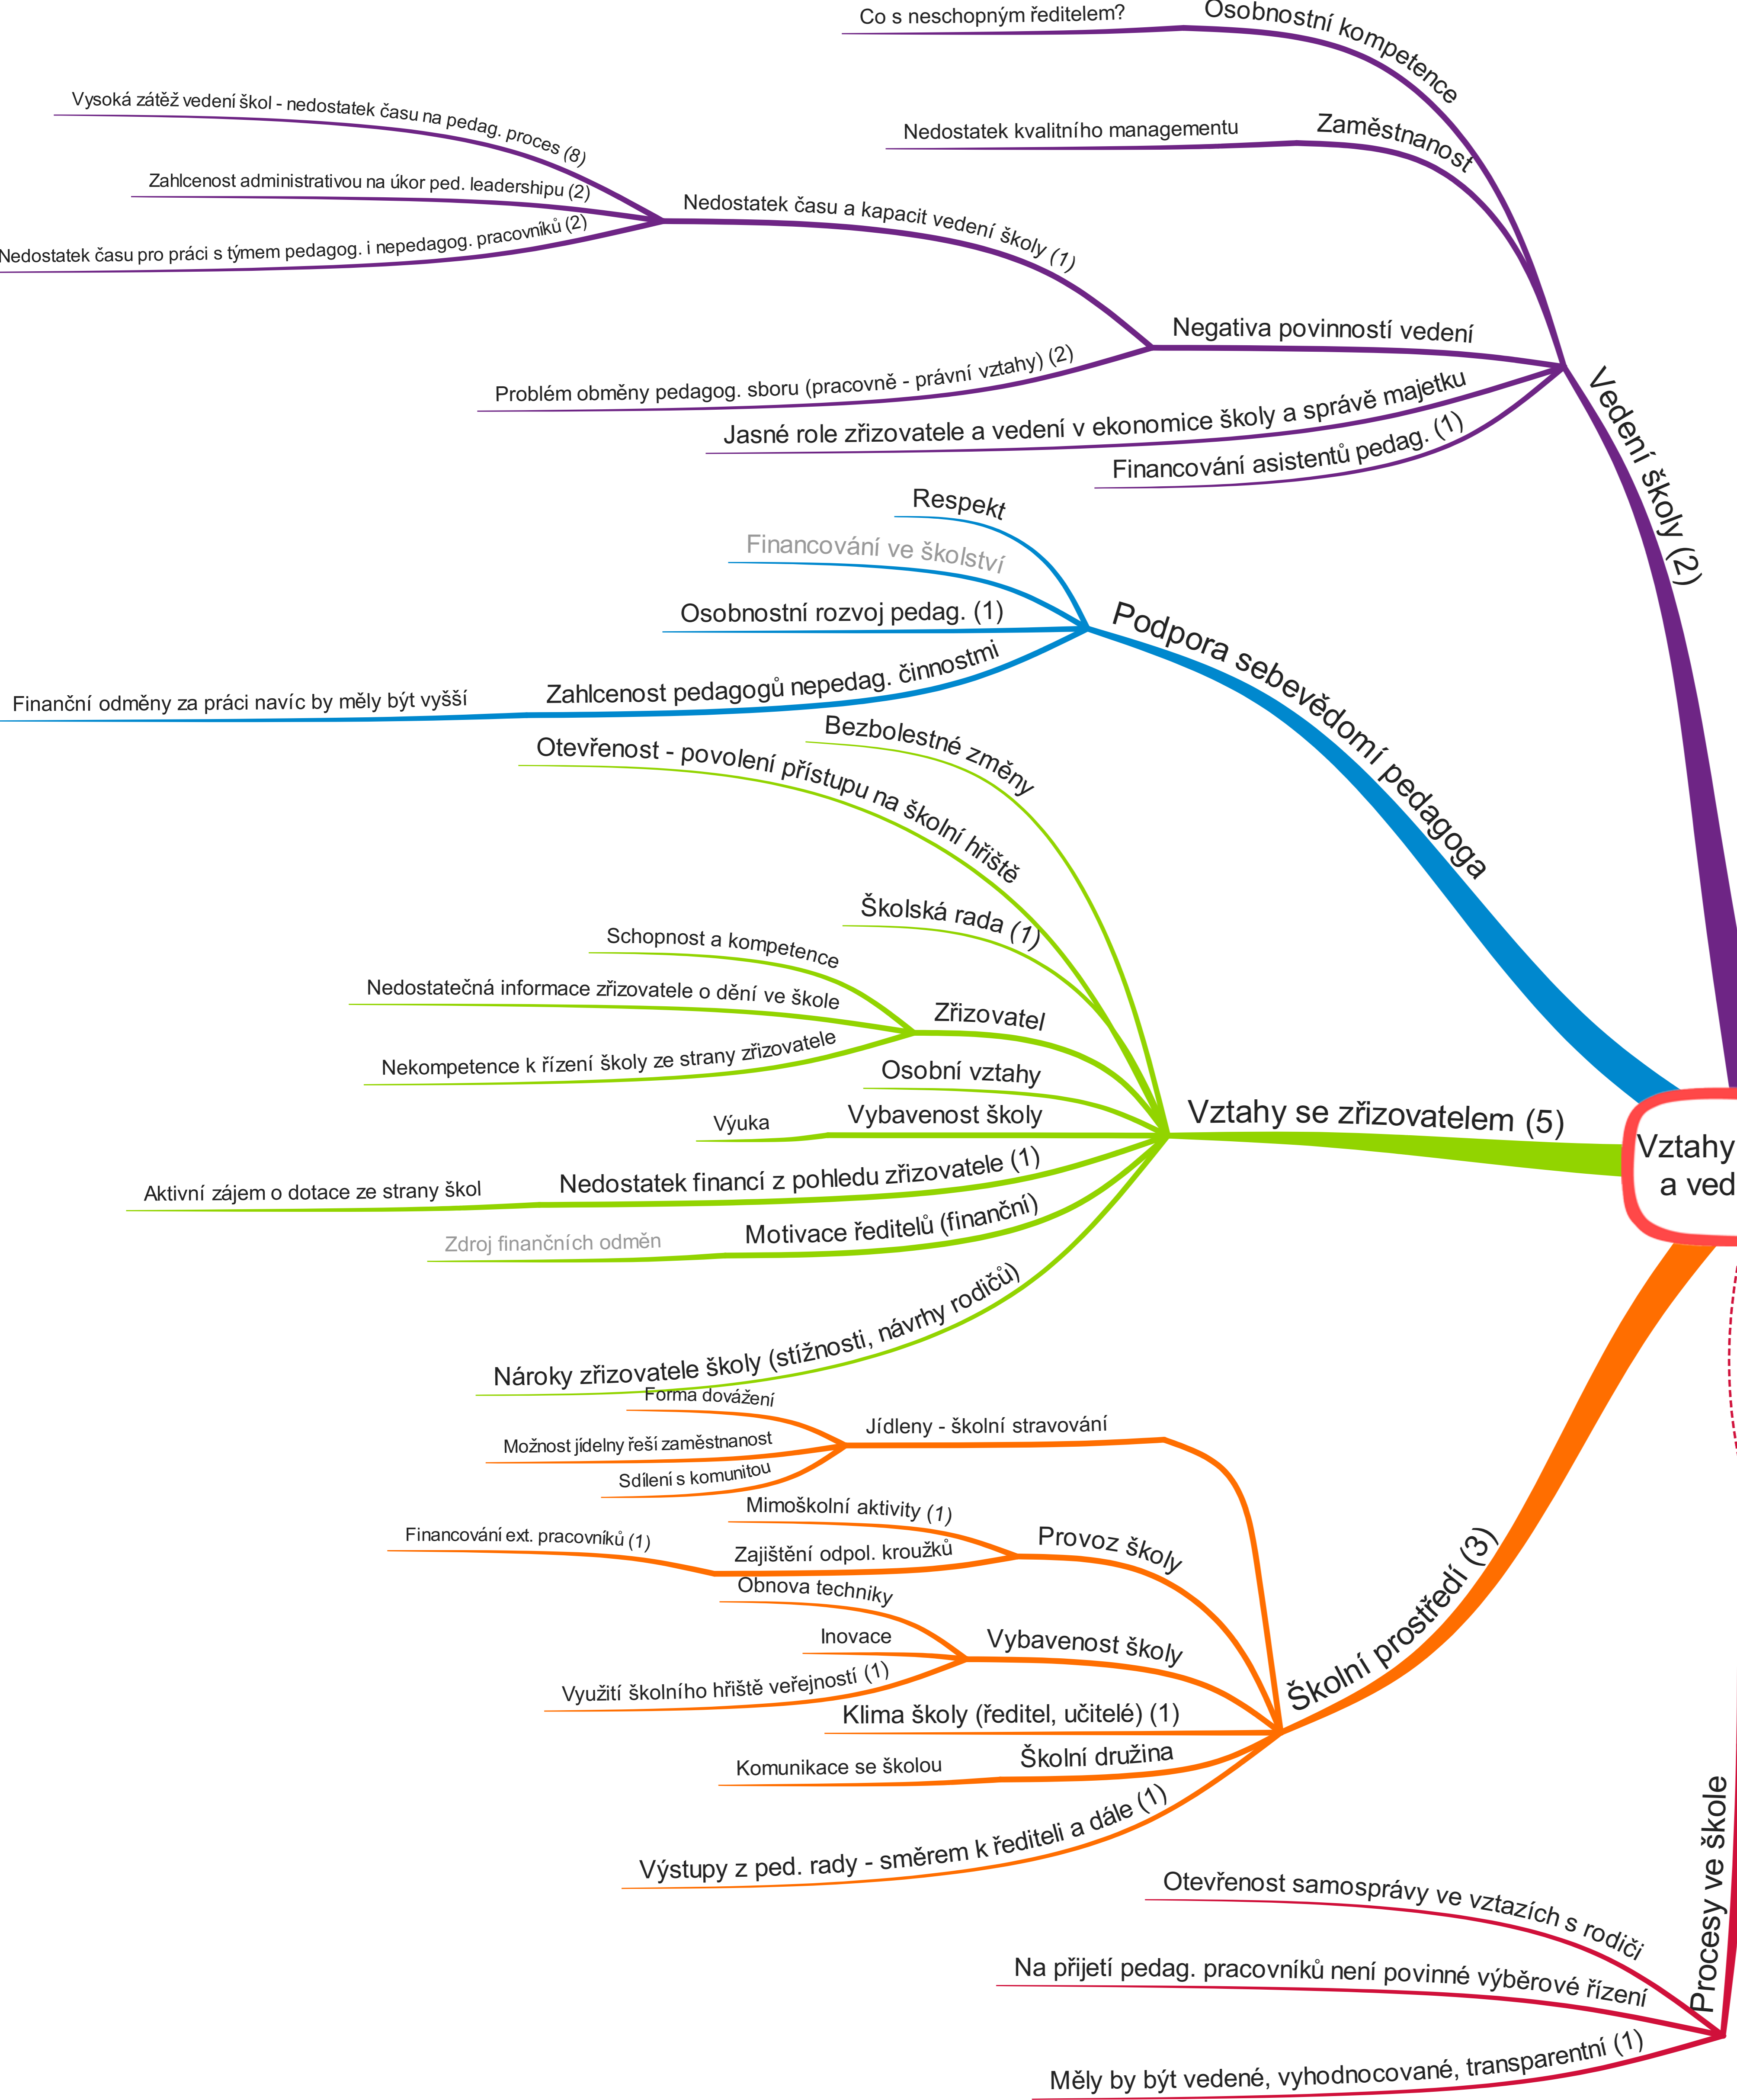 Osobnostní kompetence
Co s neschopným ředitelem?
Zaměstnanost
Nedostatek kvalitního managementu
Vysoká zátěž vedení škol - nedostatek času na pedag. proces (8)
Zahlcenost administrativou na úkor ped. leadershipu (2)
Nedostatek času pro práci s týmem pedagog. i nepedagog. pracovníků (2)
Nedostatek času a kapacit vedení školy (1)
Negativa povinností vedení
Problém obměny pedagog. sboru (pracovně - právní vztahy) (2)
Jasné role zřizovatele a vedení v ekonomice školy a správě majetku
Financování asistentů pedag. (1)
Vedení školy (2)
Respekt
Financování ve školství
Osobnostní rozvoj pedag. (1)
Zahlcenost pedagogů nepedag. činnostmi
Finanční odměny za práci navíc by měly být vyšší
Podpora sebevědomí pedagoga
Bezbolestné změny
Otevřenost - povolení přístupu na školní hřiště
Školská rada (1)
Schopnost a kompetence
Nedostatečná informace zřizovatele o dění ve škole
Nekompetence k řízení školy ze strany zřizovatele
Zřizovatel
Osobní vztahy
Vybavenost školy
Výuka
Nedostatek financí z pohledu zřizovatele (1)
Aktivní zájem o dotace ze strany škol
Motivace ředitelů (finanční)
Zdroj finančních odměn
Nároky zřizovatele školy (stížnosti, návrhy rodičů)
Vztahy se zřizovatelem (5)
Vztahy
a ved
Forma dovážení
Možnost jídelny řeší zaměstnanost
Sdílení s komunitou
Jídleny - školní stravování
Mimoškolní aktivity (1)
Zajištění odpol. kroužků
Financování ext. pracovníků (1)
Provoz školy
Obnova techniky
Inovace
Využití školního hřiště veřejností (1)
Vybavenost školy
Klima školy (ředitel, učitelé) (1)
Školní družina
Komunikace se školou
Výstupy z ped. rady - směrem k řediteli a dále (1)
Školní prostředí (3)
Otevřenost samosprávy ve vztazích s rodiči
Na přijetí pedag. pracovníků není povinné výběrové řízení
Měly by být vedené, vyhodnocované, transparentní (1)
Procesy ve škole